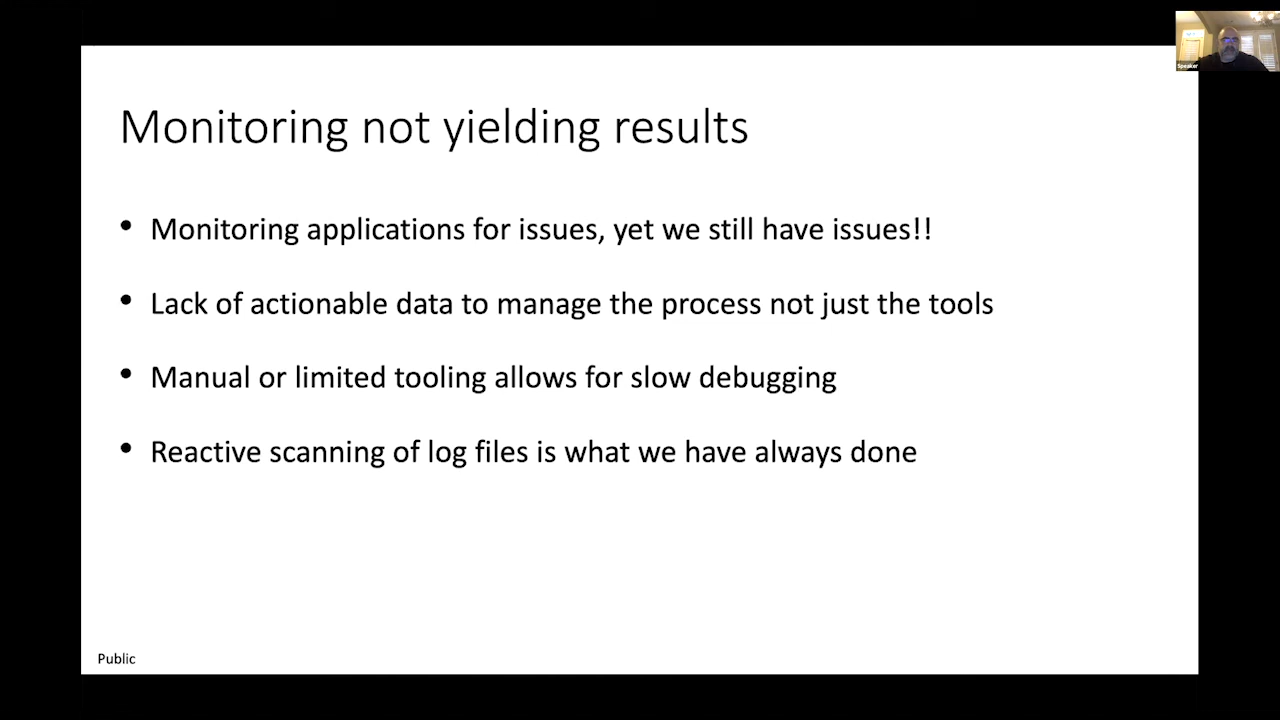 Speaker
Monitoring not yielding results
• Monitoring applications for issues, yet we still have issues!!
• Lack of actionable data to manage the process not just the tools
• Manual or limited tooling allows for slow debugging
• Reactive scanning of log files is what we have always done
Public